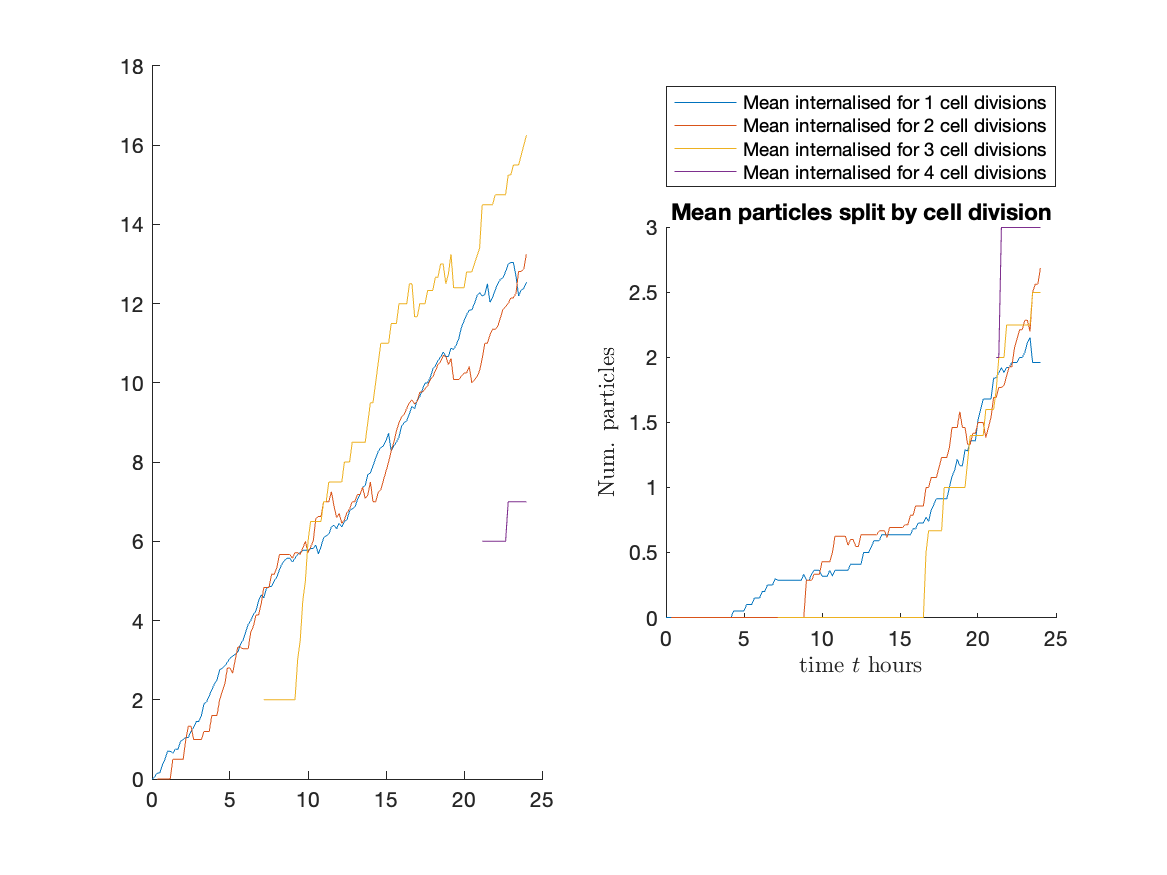 18
16
14
12
10
8
6
4
2
0
0 5 10 15 20 25
Mean internalised for 1 cell divisions
Mean internalised for 2 cell divisions
Mean internalised for 3 cell divisions
Mean internalised for 4 cell divisions
Mean particles split by cell division
3
2.5
2
1.5
1
0.5
0
Num. particles
0 5 10 15 20 25
time t hours